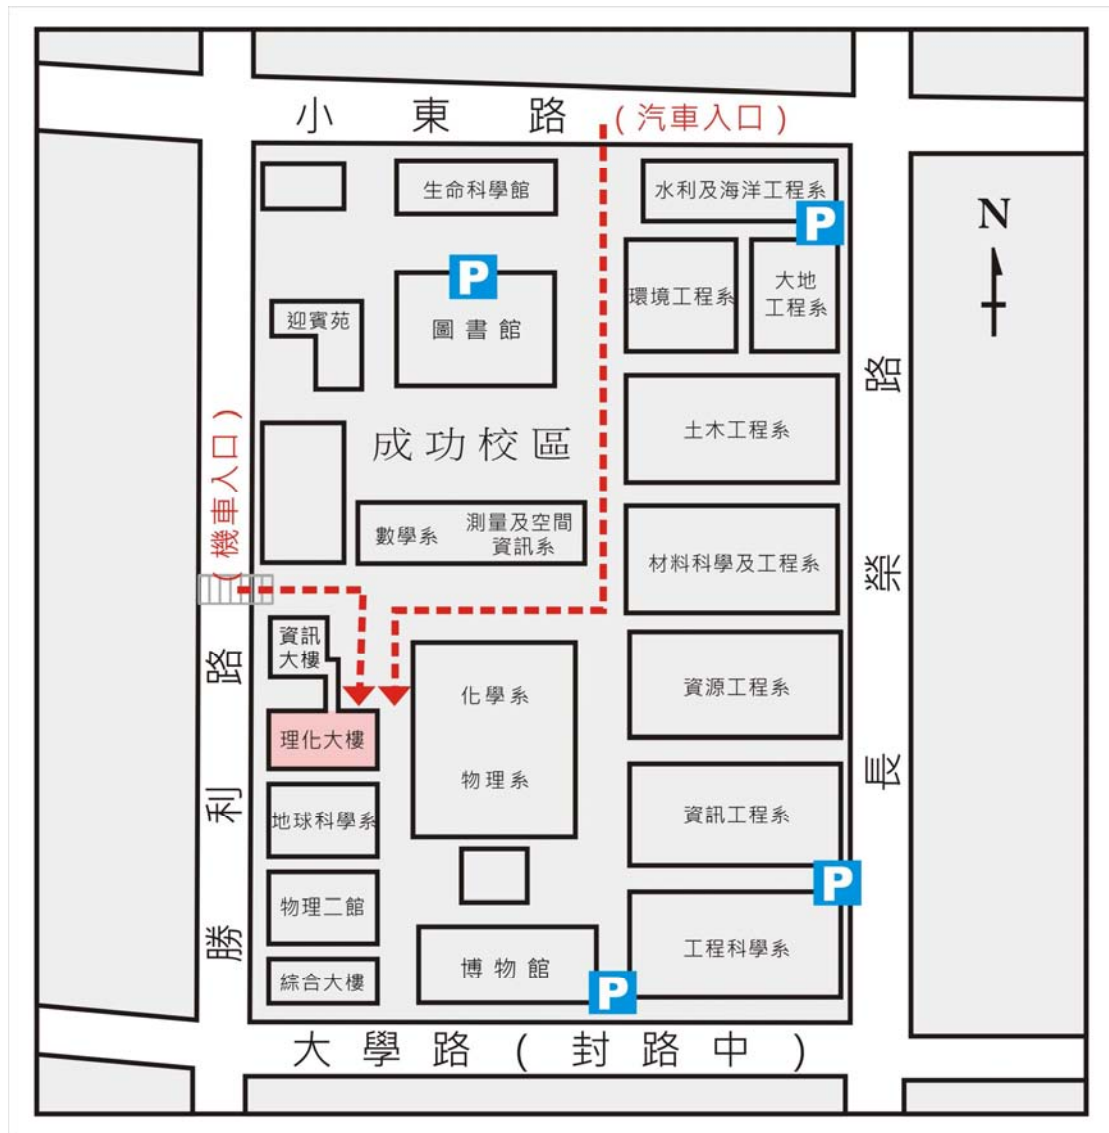 小東路(汽車入口)
生命科學館
水利及海洋工程系
P
P
N
環境工程系
大地
工程系
迎賓苑
圖書館
土木工程系
成功校區
(機車入口)
數學系
測量及空間
資訊系
材料科學及工程系
資訊
大樓
化學系
資源工程系
理化大樓
物理系
地球科學系
資訊工程系
P
物理二館
工程科學系
博物館
P
綜合大樓
勝利路
長榮路
大學路(封路中)